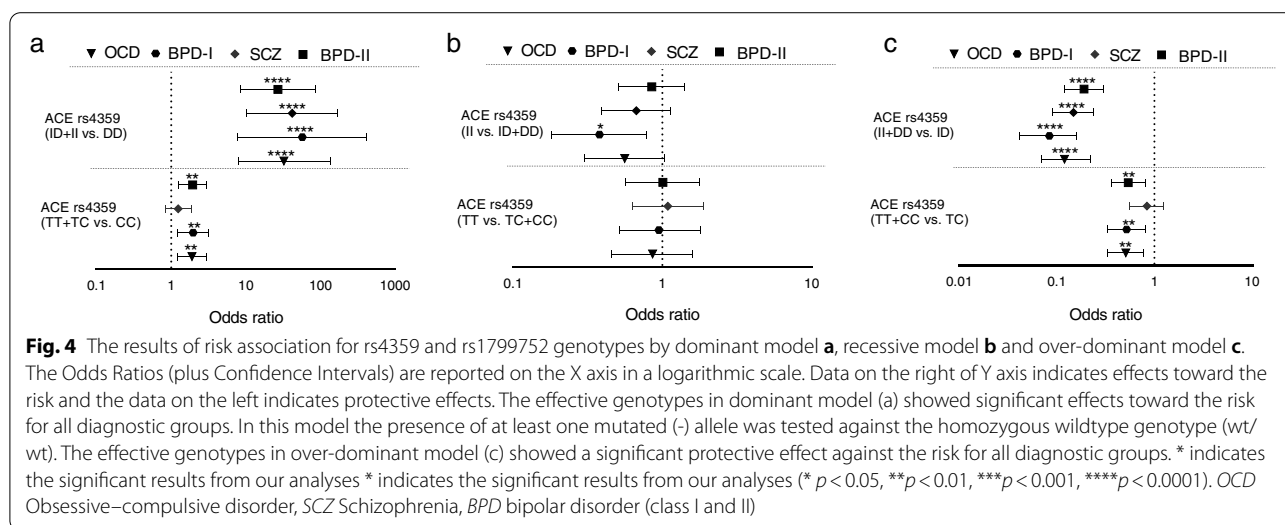 a
OCD BPD-I SCZ BPD-II
ACE rs4359
(ID+II vs. DD)
****
****
****
****
ACE rs4359
(TT+TC vs. CC)
**
**
**
0.1 1 10 100 1000
Odds ratio
b
OCD BPD-I SCZ BPD-II
ACE rs4359
(II vs. ID+DD)
*
ACE rs4359
(TT vs. TC+CC)
0.1 1 10
Odds ratio
c
OCD BPD-I SCZ BPD-II
ACE rs4359
(II+DD vs. ID)
****
****
****
****
ACE rs4359
(TT+CC vs. TC)
**
**
**
0.01 0.1 1 10
Odds ratio
Fig. 4 The results of risk association for rs4359 and rs1799752 genotypes by dominant model a, recessive model b and over-dominant model c.
The Odds Ratios (plus Confidence Intervals) are reported on the X axis in a logarithmic scale. Data on the right of Y axis indicates effects toward the
risk and the data on the left indicates protective effects. The effective genotypes in dominant model (a) showed significant effects toward the risk
for all diagnostic groups. In this model the presence of at least one mutated (-) allele was tested against the homozygous wildtype genotype (wt/
wt). The effective genotypes in over-dominant model (c) showed a significant protective effect against the risk for all diagnostic groups. * indicates
the significant results from our analyses * indicates the significant results from our analyses (* p < 0.05, **p < 0.01, ***p < 0.001, ****p < 0.0001). OCD
Obsessive–compulsive disorder, SCZ Schizophrenia, BPD bipolar disorder (class I and II)